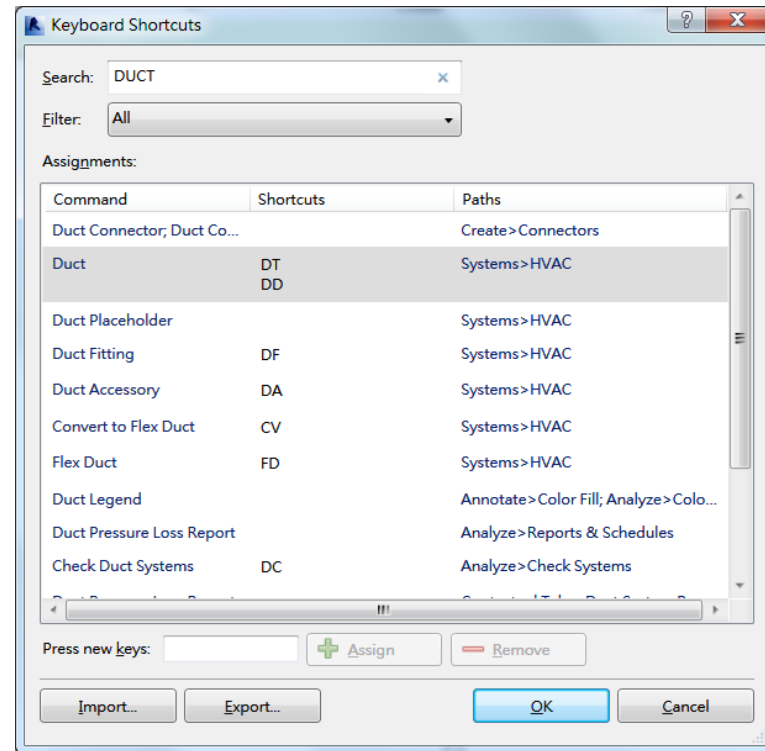 Keyboard Shortcuts
Search: DUCT
Filter: All
Assignments:
Command Shortcuts Paths
Duct Connector; Duct Co... Create>Connectors
Duct DT Systems>HVAC
DD
Duct Placeholder Systems>HVAC
Duct Fitting DF Systems>HVAC
Duct Accessory DA Systems>HVAC
Convert to Flex Duct CV Systems>HVAC
Flex Duct FD Systems>HVAC
Duct Legend Annotate>Color Fill; Analyze>Colo...
Duct Pressure Loss Report Analyze>Reports & Schedules
Check Duct Systems DC Analyze>Check Systems
Press new keys: Assign Remove
Import... Export... OK Cancel